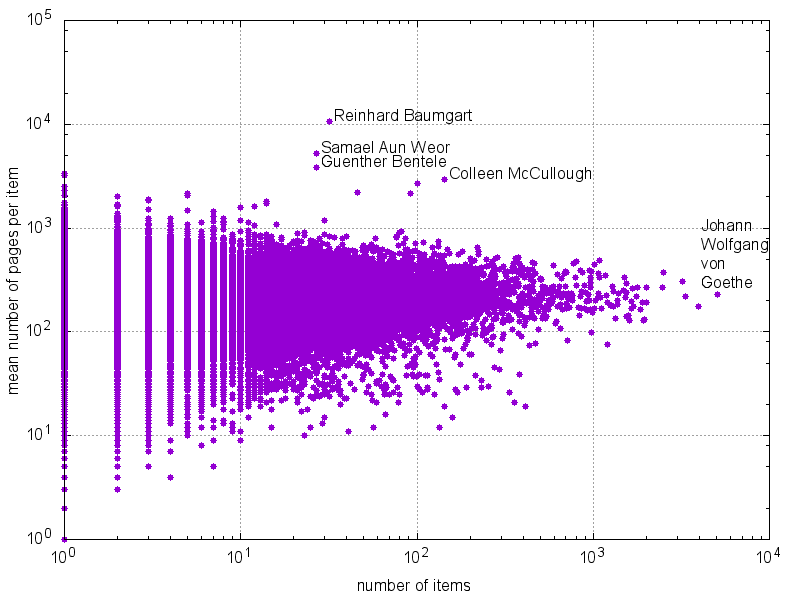 10^5
10^4
10^3
10^2
10^1
10^0
mean number of pages per item
Reinhard Baumgart
Samael Aun Weor
Guenther Bentele
Colleen McCullough
Johann
Wolfgang
von
Goethe
10^0 10^1 10^2 10^3 10^4
number of items